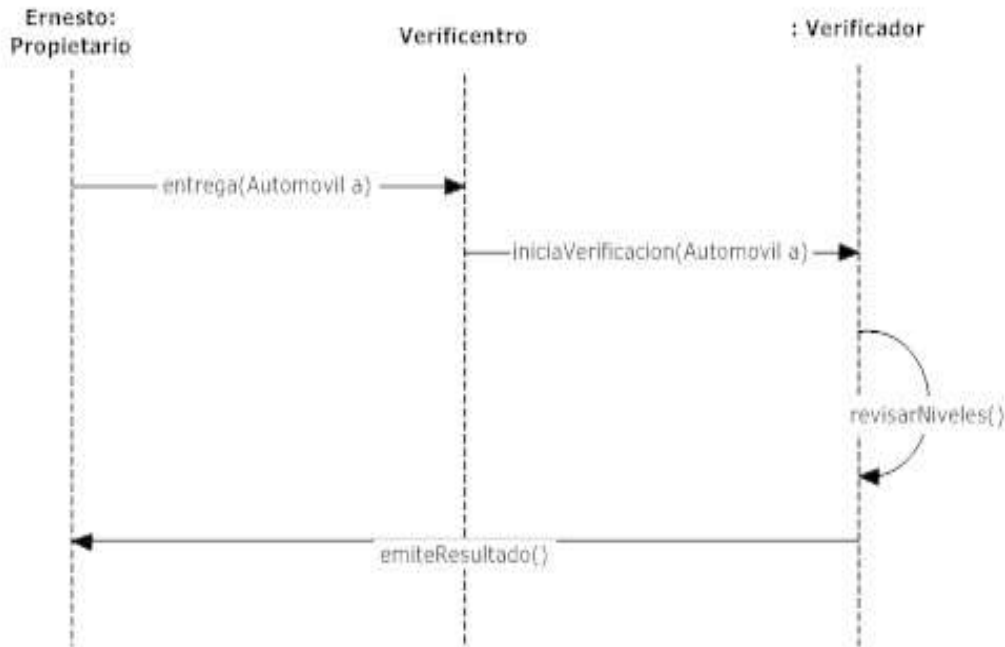 Ernesto:
Propietario
Verificentro
: Verificador
entrega(Automovil a)
iniciaVerificacion(Automovil a)
revisarNiveles()
emiteResultado()